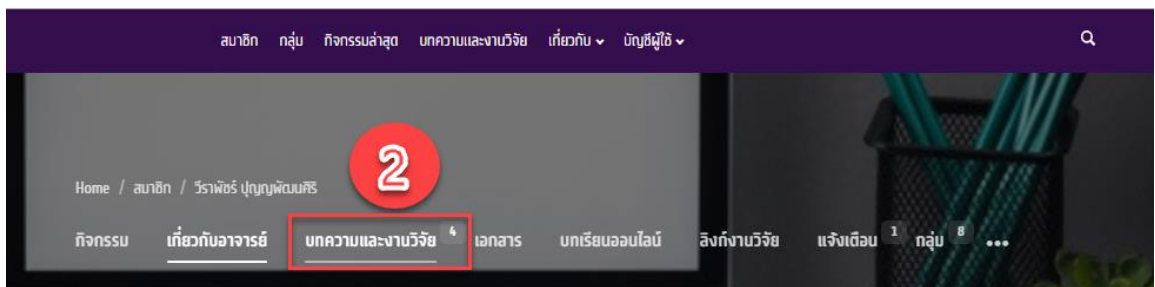 สมาชิก กลุ่ม กิจกรรมล่าสุด บทความและงานวิจัย เกี่ยวกับ บัญชีผู้ใช้
2
Home / สมาชิก / วีราพัชร์ ปุญญพัฒนศิริ
กิจกรรม เกี่ยวกับอาจารย์ บทความและงานวิจัย 4 เอกสาร บทเรียนออนไลน์ ลิงก์งานวิจัย แจ้งเตือน 1 กลุ่ม 8 •••